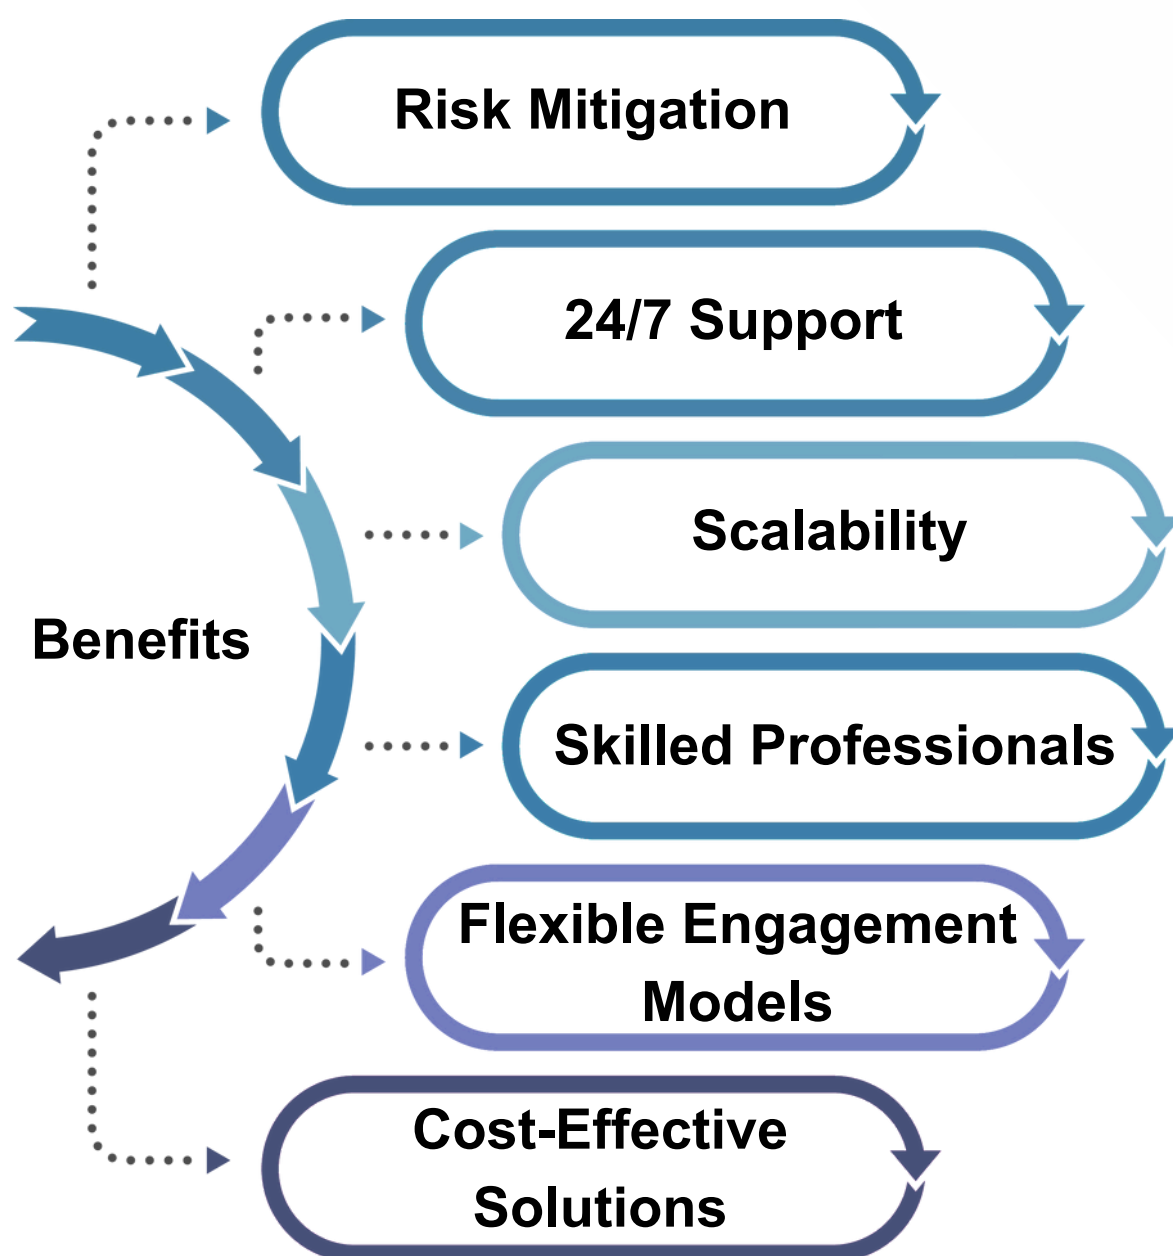 Risk Mitigation
24/7 Support
Scalability
Benefits
Skilled Professionals
Flexible Engagement
Models
Cost-Effective
Solutions